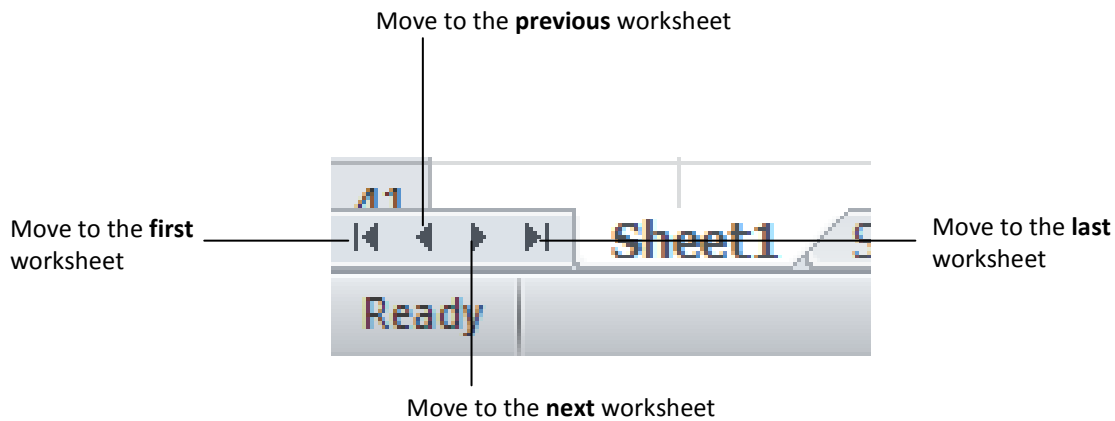 Move to the previous worksheet
41
Move to the first
worksheet
Sheet1
Move to the last
worksheet
Ready
Move to the next worksheet